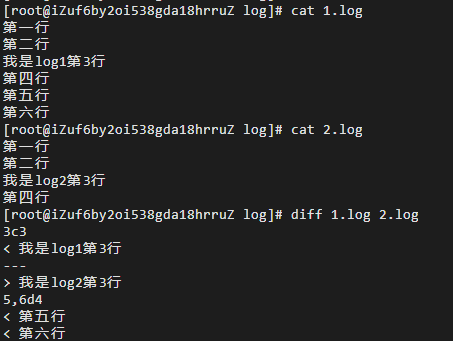 [root@iZuf6by2oi538gda18hrruZ log]# cat 1.log
第一行
第二行
我是log1第3行
第四行
第五行
第六行
[root@iZuf6by2oi538gda18hrruZ log]# cat 2.log
第一行
第二行
我是log2第3行
第四行
[root@iZuf6by2oi538gda18hrruZ log]# diff 1.log 2.log
3c3
< 我是log1第3行
---
> 我是log2第3行
5,6d4
< 第五行
< 第六行